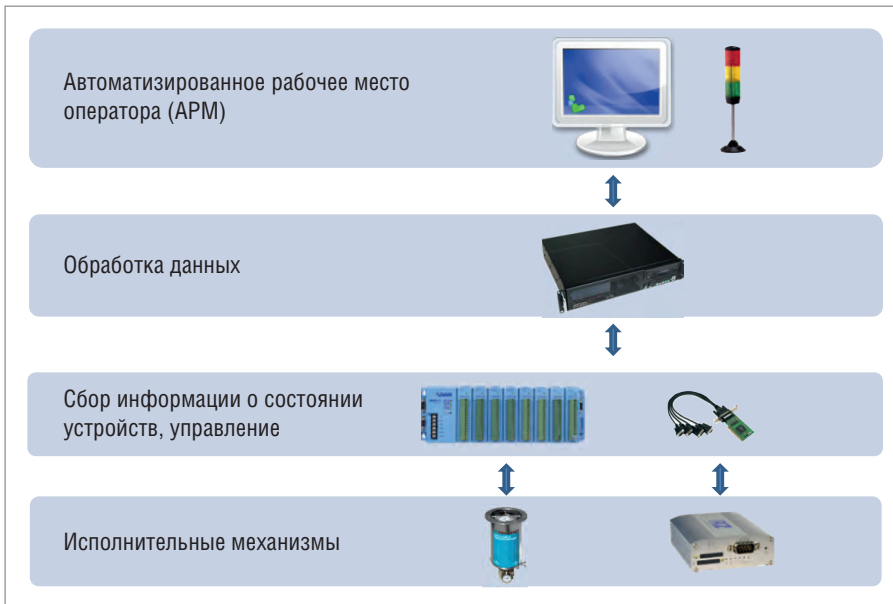 Автоматизированное рабочее место
оператора (АРМ)
Обработка данных
Сбор информации о состоянии
устройств, управление
Исполнительные механизмы